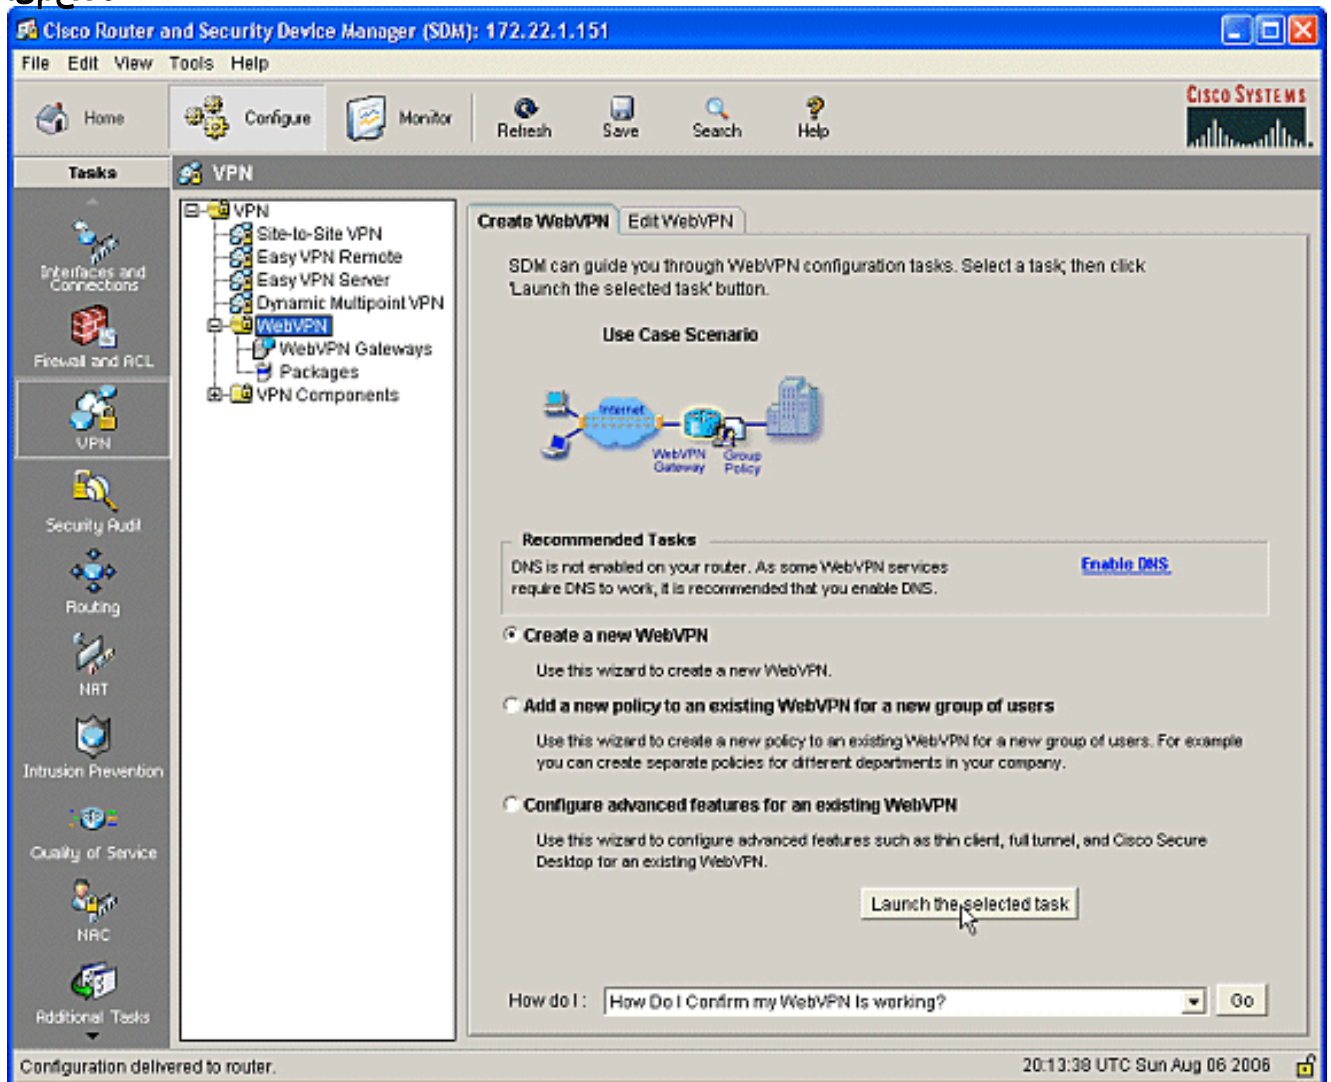 Cisco Router and Security Device Manager (SDM): 172.22.1.151
File Edit View Tools Help
Home Configure Monitor Refresh Save Search Help
CISCO SYSTEMS
Tasks
VPN
Interfaces and
Connections
Firewall and ACL
VPN
Security Audit
Routing
NAT
Intrusion Prevention
Quality of Service
NAC
Additional Tasks
VPN
Site-to-Site VPN
Easy VPN Remote
Easy VPN Server
Dynamic Multipoint VPN
WebVPN
WebVPN Gateways
Packages
VPN Components
Create WebVPN Edit WebVPN
SDM can guide you through WebVPN configuration tasks. Select a task; then click
'Launch the selected task' button.
Use Case Scenario
Internet
WebVPN
Gateway
Group
Policy
Recommended Tasks
DNS is not enabled on your router. As some WebVPN services
require DNS to work, it is recommended that you enable DNS.
Enable DNS
Create a new WebVPN
Use this wizard to create a new WebVPN.
Add a new policy to an existing WebVPN for a new group of users
Use this wizard to create a new policy to an existing WebVPN for a new group of users. For example
you can create separate policies for different departments in your company.
Configure advanced features for an existing WebVPN
Use this wizard to configure advanced features such as thin client, full tunnel, and Cisco Secure
Desktop for an existing WebVPN.
Launch the selected task
How do I : How Do I Confirm my WebVPN Is working? Go
Configuration delivered to router. 20:13:38 UTC Sun Aug 06 2006